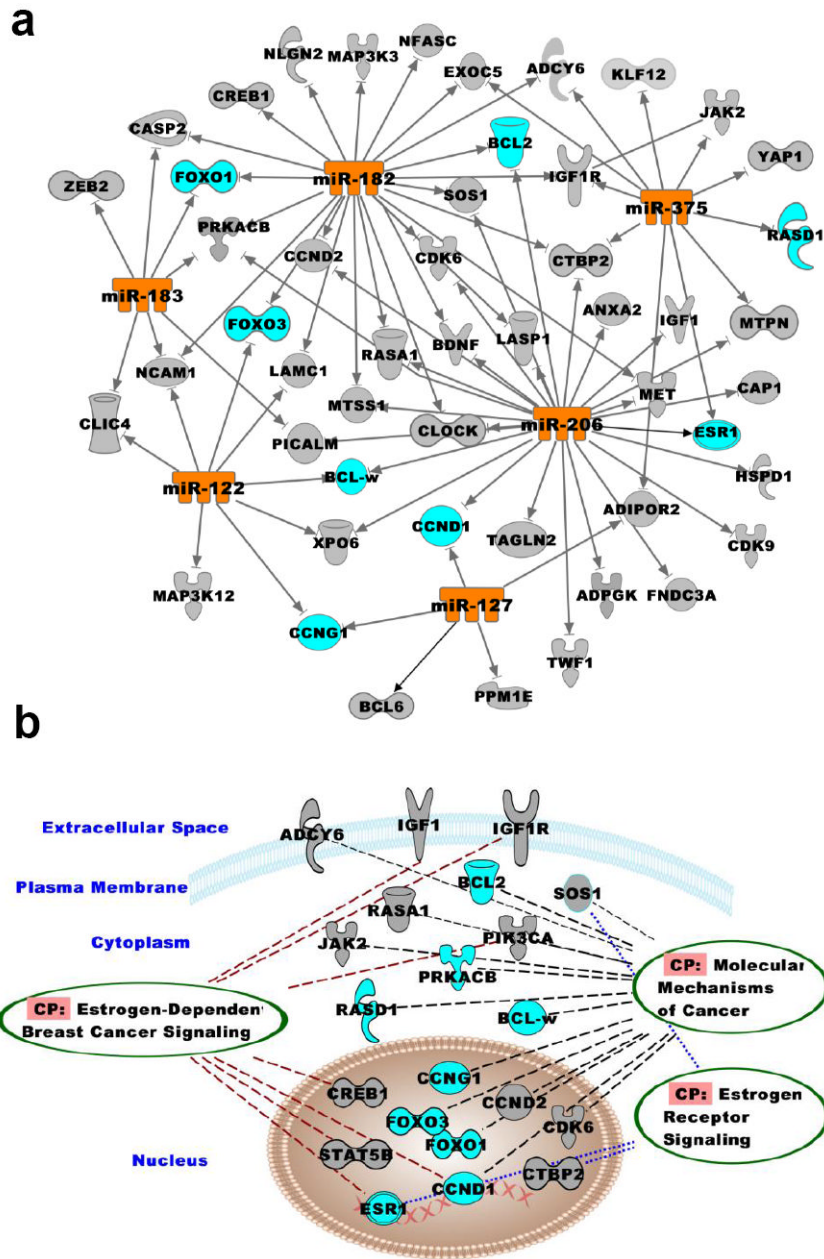 a
NLGN2
MAP3K3
NFASC
EXOC5
ADCY6
KLF12
CREB1
JAK2
CASP2
BCL2
YAP1
ZEB2
FOXO1
miR-182
IGF1R
SOS1
miR-375
RASD1
PRKACB
CCND2
CDK6
CTBP2
miR-183
ANXA2
IGF1
FOXO3
MTPN
BDNF
LASP1
RASA1
NCAM1
LAMC1
MET
CAP1
MTSS1
CLIC4
PICALM
CLOCK
miR-206
ESR1
BCL-w
HSPD1
miR-122
ADIPOR2
CCND1
XPO6
TAGLN2
CDK9
MAP3K12
miR-127
ADPGK
FNDC3A
CCNG1
TWF1
PPM1E
BCL6
b
Extracellular Space
ADCY6
IGF1
IGF1R
Plasma Membrane
BCL2
SOS1
RASA1
Cytoplasm
JAK2
PIK3CA
PRKACB
CP: Molecular
Mechanisms
of Cancer
RASD1
BCL-w
CP: Estrogen-Dependent
Breast Cancer Signaling
CCNG1
CREB1
CCND2
FOXO3
CDK6
FOXO1
CP: Estrogen
Receptor
Signaling
STAT5B
Nucleus
CCND1
CTBP2
ESR1